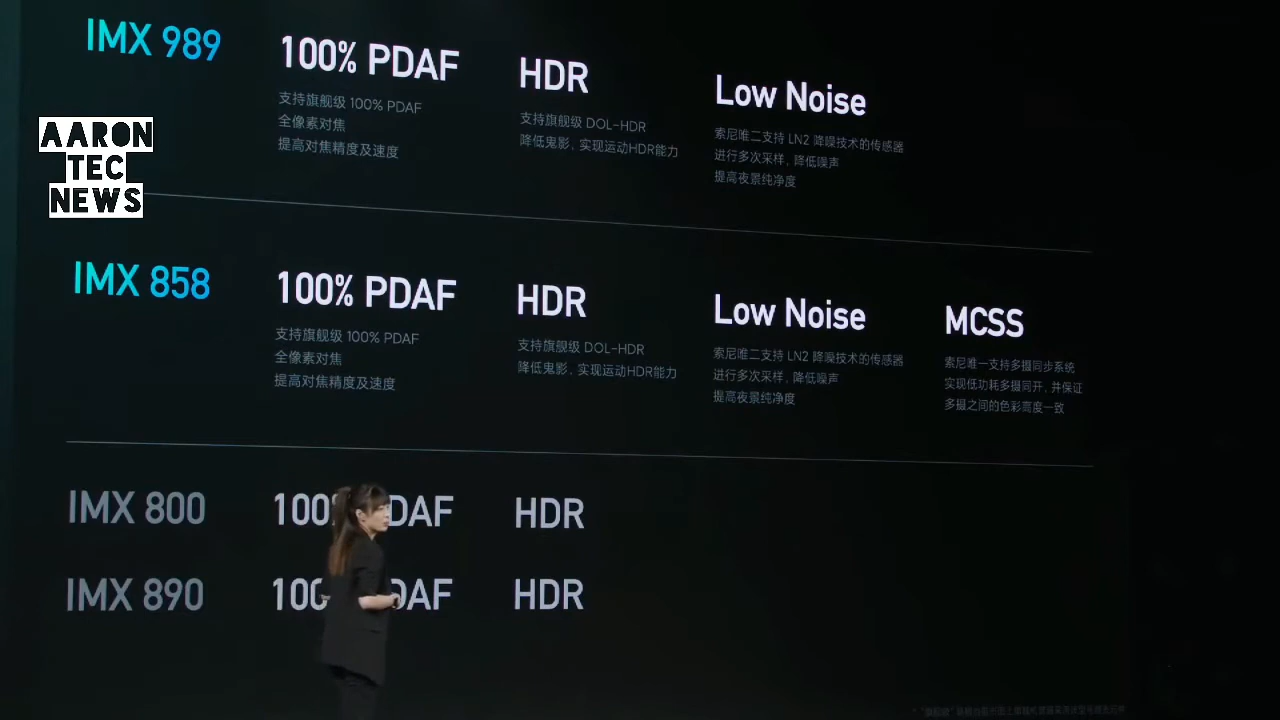 IMX 989
100% PDAF
支持旗舰级 100% PDAF
全像素对焦
提高对焦精度及速度
HDR
支持旗舰级 DOL-HDR
降低鬼影、实现运动HDR能力
Low Noise
索尼唯二支持 LN2 降噪技术的传感器
进行多次采样，降低噪声
提高夜景纯净度
AARON
TEC
NEWS
IMX 858
100% PDAF
支持旗舰级 100% PDAF
全像素对焦
提高对焦精度及速度
HDR
支持旗舰级 DOL-HDR
降低鬼影、实现运动HDR能力
Low Noise
索尼唯二支持 LN2 降噪技术的传感器
进行多次采样，降低噪声
提高夜景纯净度
MCSS
索尼唯一支持多摄同步系统
实现低功耗多摄同开，并保证
多摄之间的色彩高度一致
IMX 800
100 DAF
HDR
IMX 890
100 DAF
HDR